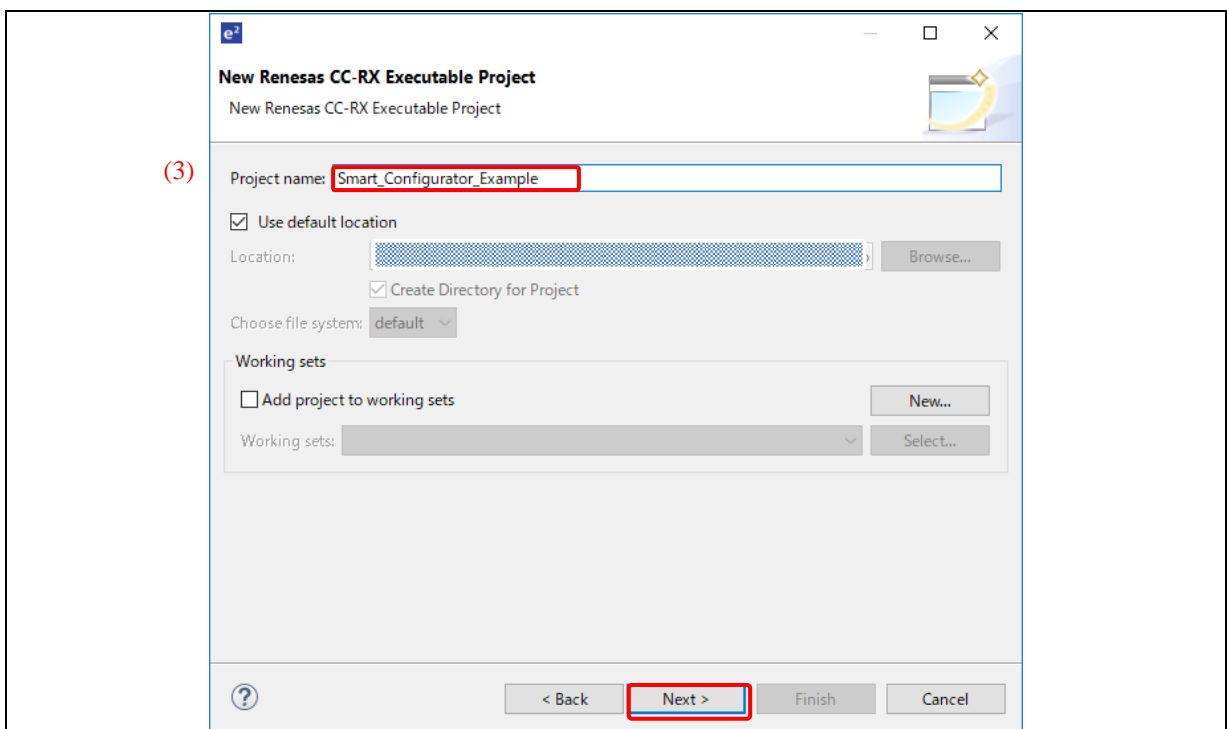 e²
New Renesas CC-RX Executable Project
New Renesas CC-RX Executable Project
(3)
Project name: Smart_Configurator_Example
Use default location
Location: Browse...
Create Directory for Project
Choose file system: default
Working sets
Add project to working sets New...
Working sets: Select...
? < Back Next > Finish Cancel